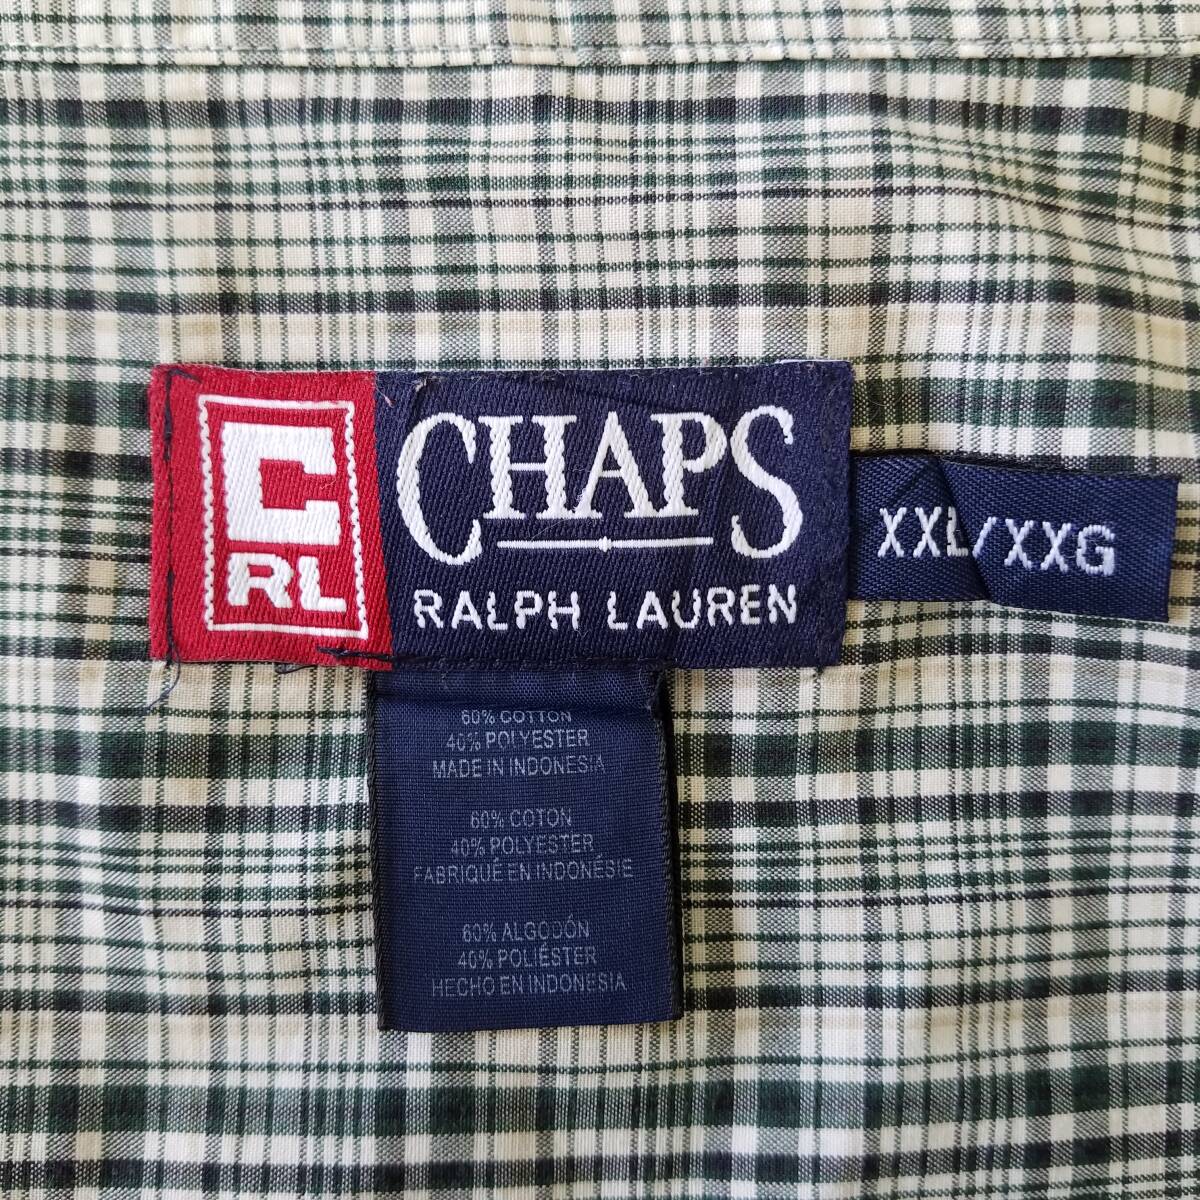 C
RL
CHAPS
RALPH LAUREN
XXL/XXG
60% COTTON
40% POLYESTER
MADE IN INDONESIA
60% COTON
40% POLYESTER
FABRIQUÉ EN INDONÉSIE
60% ALGODÓN
40% POLIÉSTER
HECHO EN INDONESIA